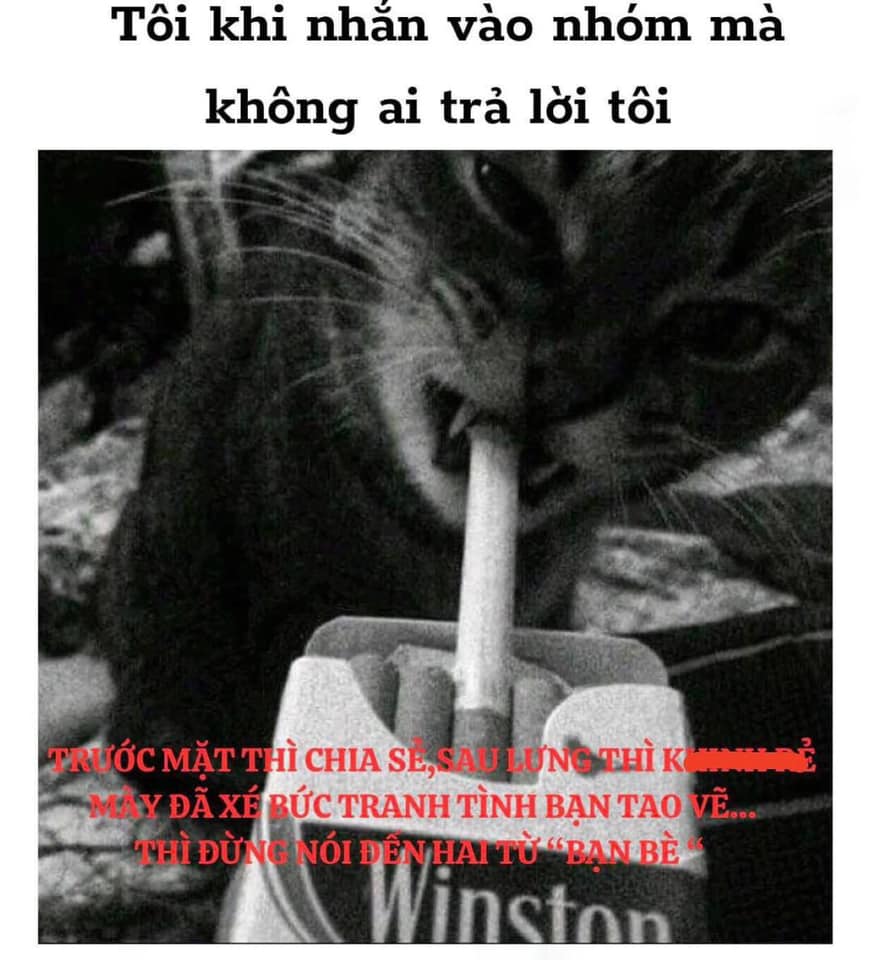 Tôi khi nhắn vào nhóm mà
không ai trả lời tôi
TRƯỚC MẶT THÌ CHIA SẺ,SAU LƯNG THÌ
MÀY ĐÃ XÉ BỨC TRANH TÌNH BẠN TAO VẼ...
THÌ ĐỪNG NÓI ĐẾN HAI TỪ “BẠN BÈ “
Winston